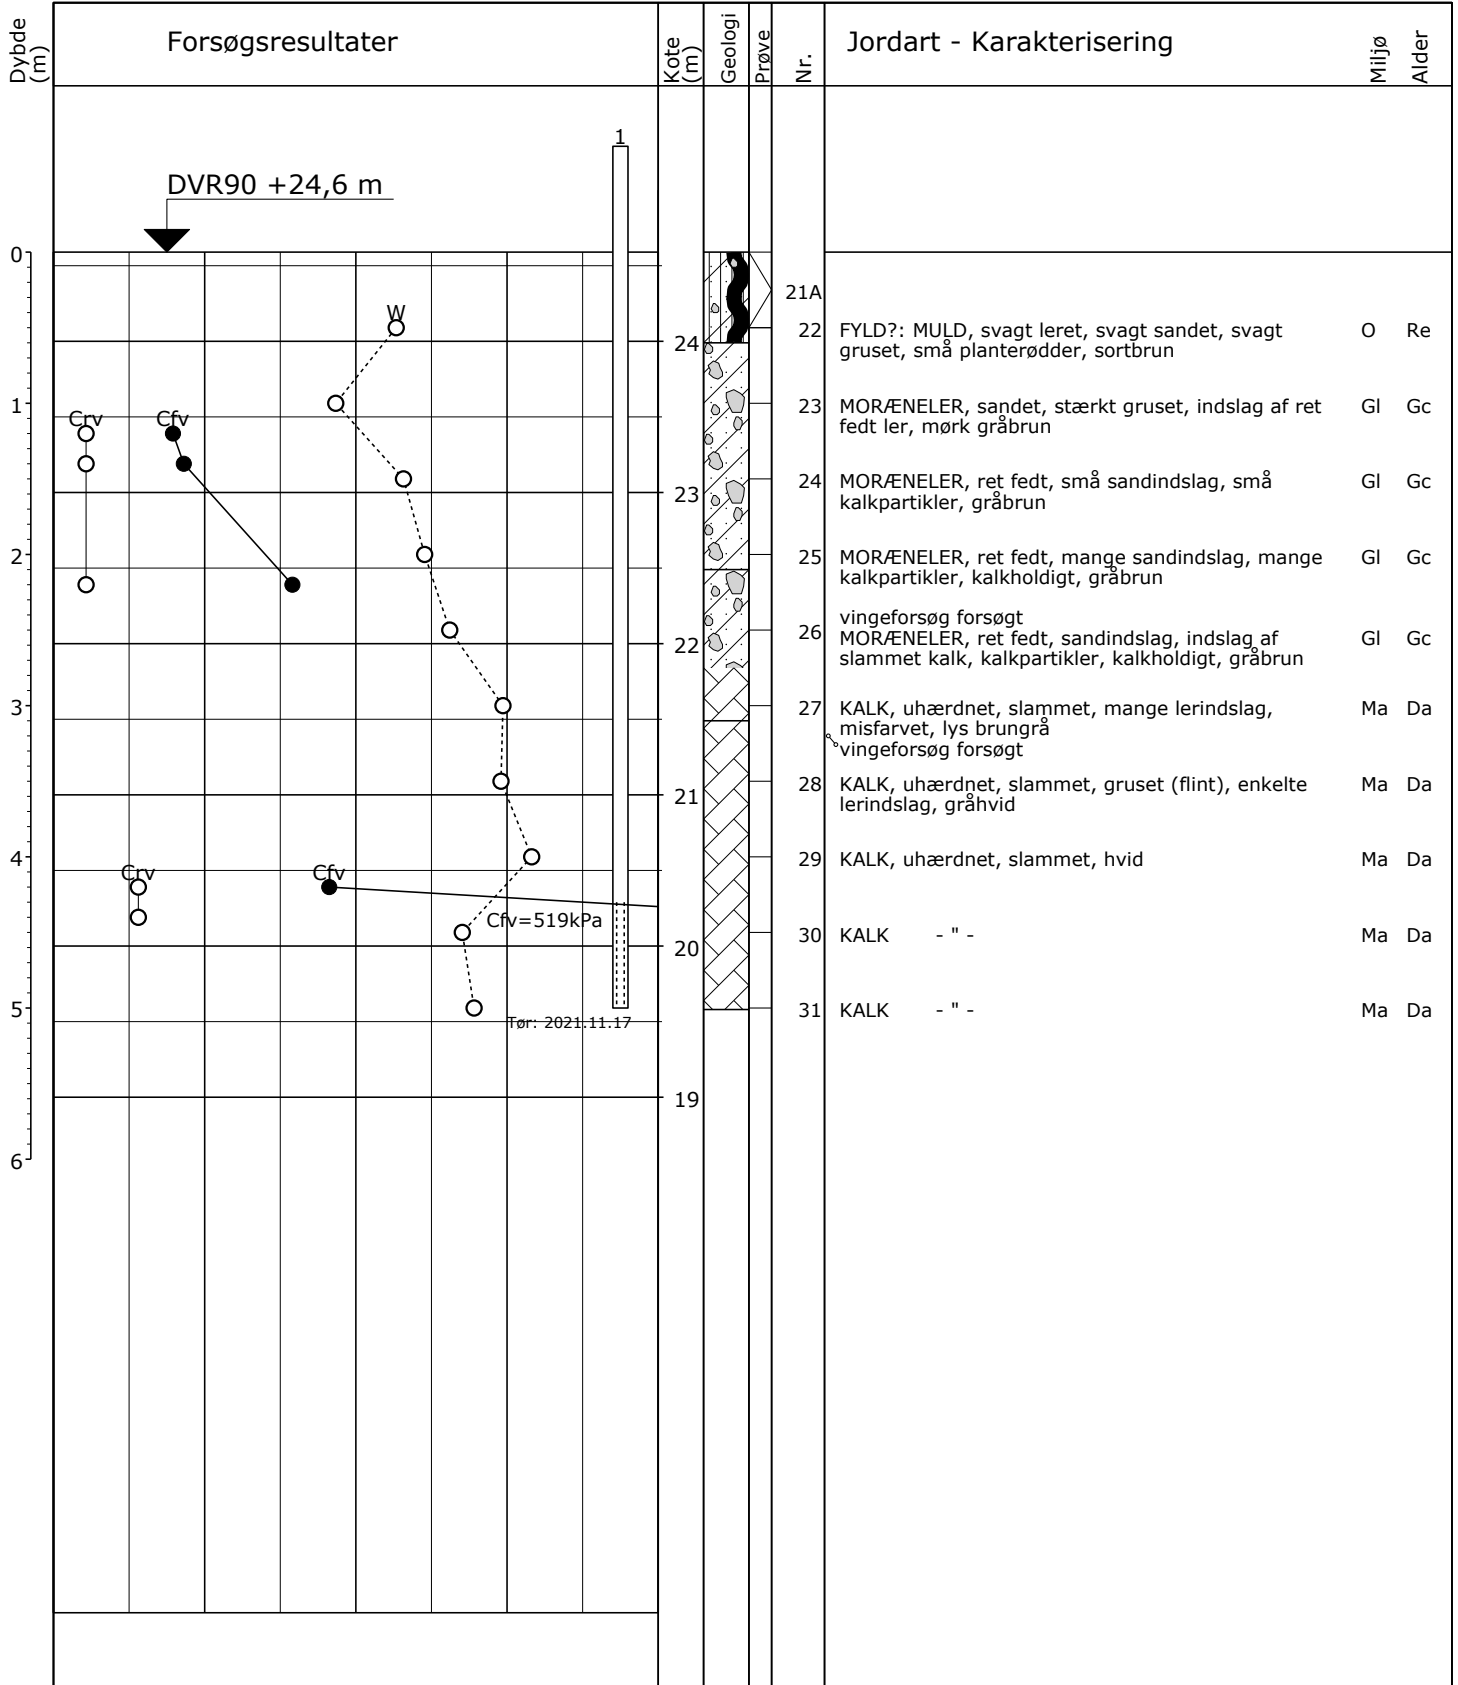 Dybde (m)
Forsøgsresultater
Kote (m)
Geologi
Prøve
Nr.
Jordart - Karakterisering
Miljø
Alder
1
DVR90 +24,6 m
0
21A
W
22 FYLD?: MULD, svagt leret, svagt sandet, svagt O Re
gruset, små planterødder, sortbrun
24
1
Crv Cfv
23 MORÆNELER, sandet, stærkt gruset, indslag af ret Gl Gc
fedt ler, mørk gråbrun
24 MORÆNELER, ret fedt, små sandindslag, små Gl Gc
kalkpartikler, gråbrun
23
2
25 MORÆNELER, ret fedt, mange sandindslag, mange Gl Gc
kalkpartikler, kalkholdigt, gråbrun
vingeforsøg forsøgt
26 MORÆNELER, ret fedt, sandindslag, indslag af Gl Gc
slammet kalk, kalkpartikler, kalkholdigt, gråbrun
22
3
27 KALK, uhærdnet, slammet, mange lerindslag, Ma Da
misfarvet, lys brungrå
vingeforsøg forsøgt
28 KALK, uhærdnet, slammet, gruset (flint), enkelte Ma Da
lerindslag, gråhvid
21
4
29 KALK, uhærdnet, slammet, hvid Ma Da
Crv Cfv
Cfv=519kPa
30 KALK - " - Ma Da
20
5
31 KALK - " - Ma Da
Tør: 2021.11.17
19
6